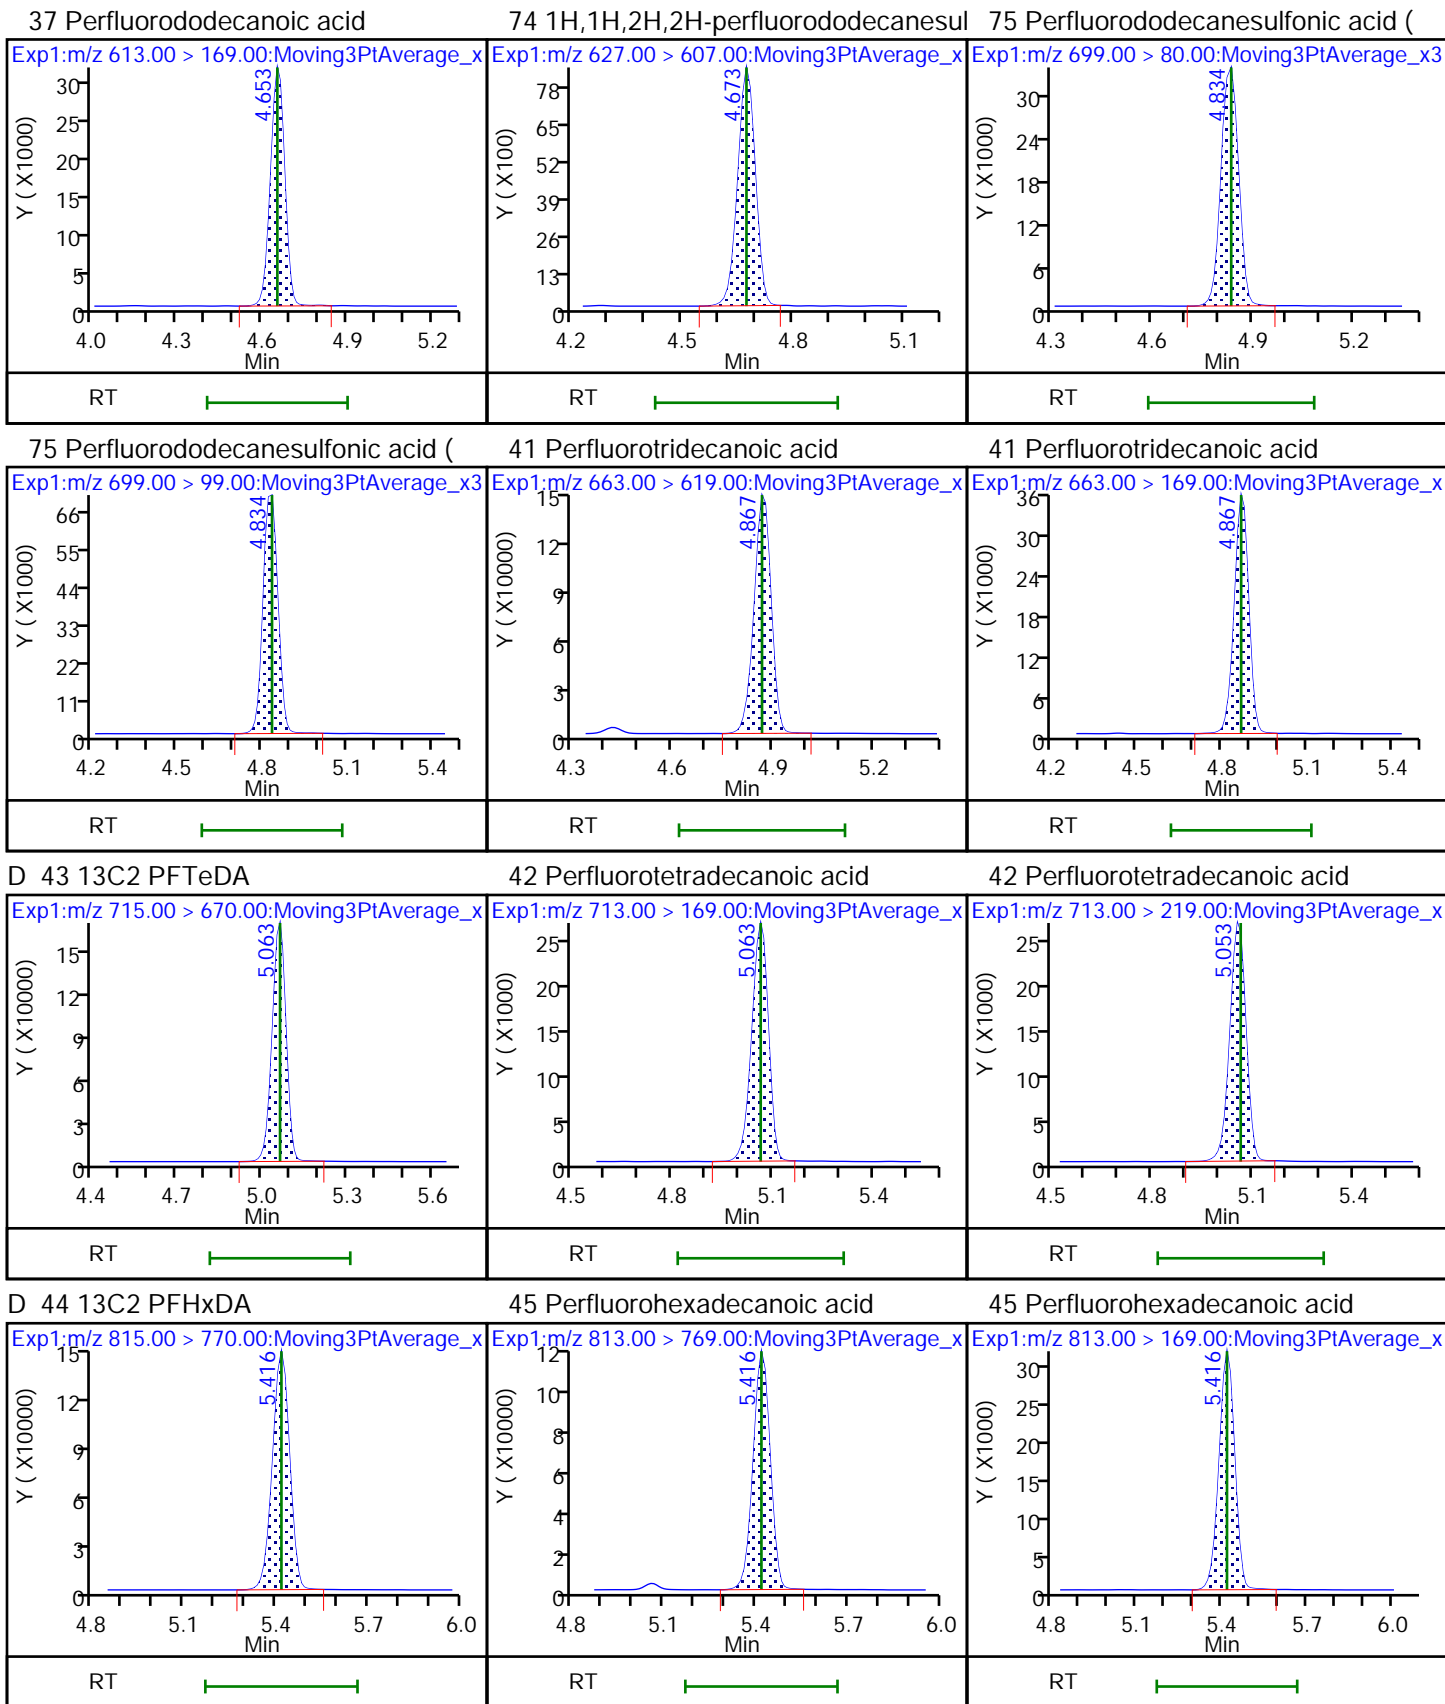 37 Perfluorododecanoic acid
Exp1:m/z 613.00 > 169.00:Moving3PtAverage_x
4.653
Y ( X1000)
30
25
20
15
10
5
0
4.0 4.3 4.6 4.9 5.2
Min
RT
74 1H,1H,2H,2H-perfluorododecanesul
Exp1:m/z 627.00 > 607.00:Moving3PtAverage_x
4.673
Y ( X100)
78
65
52
39
26
13
0
4.2 4.5 4.8 5.1
Min
RT
75 Perfluorododecanesulfonic acid (
Exp1:m/z 699.00 > 80.00:Moving3PtAverage_x3
4.834
Y ( X1000)
30
24
18
12
6
0
4.3 4.6 4.9 5.2
Min
RT
75 Perfluorododecanesulfonic acid (
Exp1:m/z 699.00 > 99.00:Moving3PtAverage_x3
4.834
Y ( X1000)
66
55
44
33
22
11
0
4.2 4.5 4.8 5.1 5.4
Min
RT
41 Perfluorotridecanoic acid
Exp1:m/z 663.00 > 619.00:Moving3PtAverage_x
4.867
Y ( X10000)
15
12
9
6
3
0
4.3 4.6 4.9 5.2
Min
RT
41 Perfluorotridecanoic acid
Exp1:m/z 663.00 > 169.00:Moving3PtAverage_x
4.867
Y ( X1000)
36
30
24
18
12
6
0
4.2 4.5 4.8 5.1 5.4
Min
RT
D 43 13C2 PFTeDA
Exp1:m/z 715.00 > 670.00:Moving3PtAverage_x
5.063
Y ( X10000)
15
12
9
6
3
0
4.4 4.7 5.0 5.3 5.6
Min
RT
42 Perfluorotetradecanoic acid
Exp1:m/z 713.00 > 169.00:Moving3PtAverage_x
5.063
Y ( X1000)
25
20
15
10
5
0
4.5 4.8 5.1 5.4
Min
RT
42 Perfluorotetradecanoic acid
Exp1:m/z 713.00 > 219.00:Moving3PtAverage_x
5.053
Y ( X1000)
25
20
15
10
5
0
4.5 4.8 5.1 5.4
Min
RT
D 44 13C2 PFHxDA
Exp1:m/z 815.00 > 770.00:Moving3PtAverage_x
5.416
Y ( X10000)
15
12
9
6
3
0
4.8 5.1 5.4 5.7 6.0
Min
RT
45 Perfluorohexadecanoic acid
Exp1:m/z 813.00 > 769.00:Moving3PtAverage_x
5.416
Y ( X10000)
12
10
8
6
4
2
0
4.8 5.1 5.4 5.7 6.0
Min
RT
45 Perfluorohexadecanoic acid
Exp1:m/z 813.00 > 169.00:Moving3PtAverage_x
5.416
Y ( X1000)
30
25
20
15
10
5
0
4.8 5.1 5.4 5.7 6.0
Min
RT